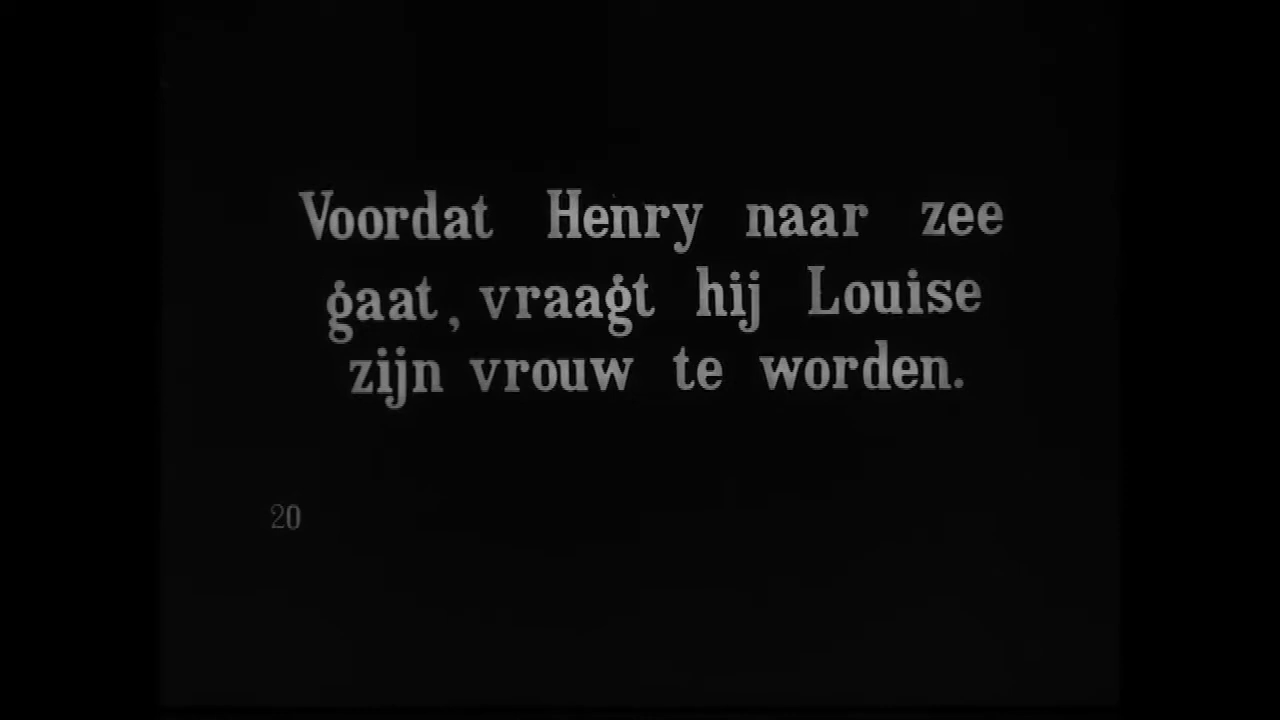 Voordat Henry naar zee
gaat, vraagt hij Louise
zijn vrouw te worden.
20